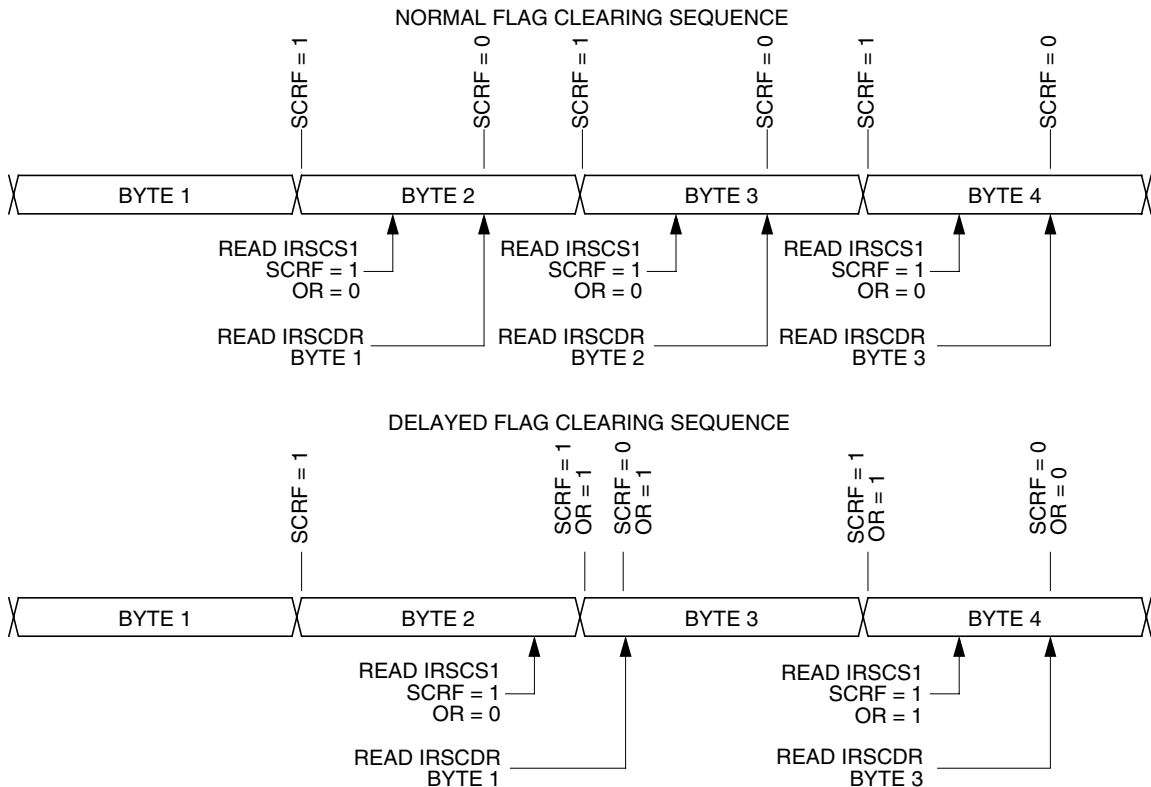 NORMAL FLAG CLEARING SEQUENCE
SCRF = 1
SCRF = 0
SCRF = 1
SCRF = 0
SCRF = 1
SCRF = 0
BYTE 1
BYTE 2
BYTE 3
BYTE 4
READ IRSCS1
SCRF = 1
OR = 0
READ IRSCS1
SCRF = 1
OR = 0
READ IRSCS1
SCRF = 1
OR = 0
READ IRSCDR
BYTE 1
READ IRSCDR
BYTE 2
READ IRSCDR
BYTE 3
DELAYED FLAG CLEARING SEQUENCE
SCRF = 1
SCRF = 1
OR = 1
SCRF = 0
OR = 1
SCRF = 1
OR = 1
SCRF = 0
OR = 0
BYTE 1
BYTE 2
BYTE 3
BYTE 4
READ IRSCS1
SCRF = 1
OR = 0
READ IRSCS1
SCRF = 1
OR = 1
READ IRSCDR
BYTE 1
READ IRSCDR
BYTE 3